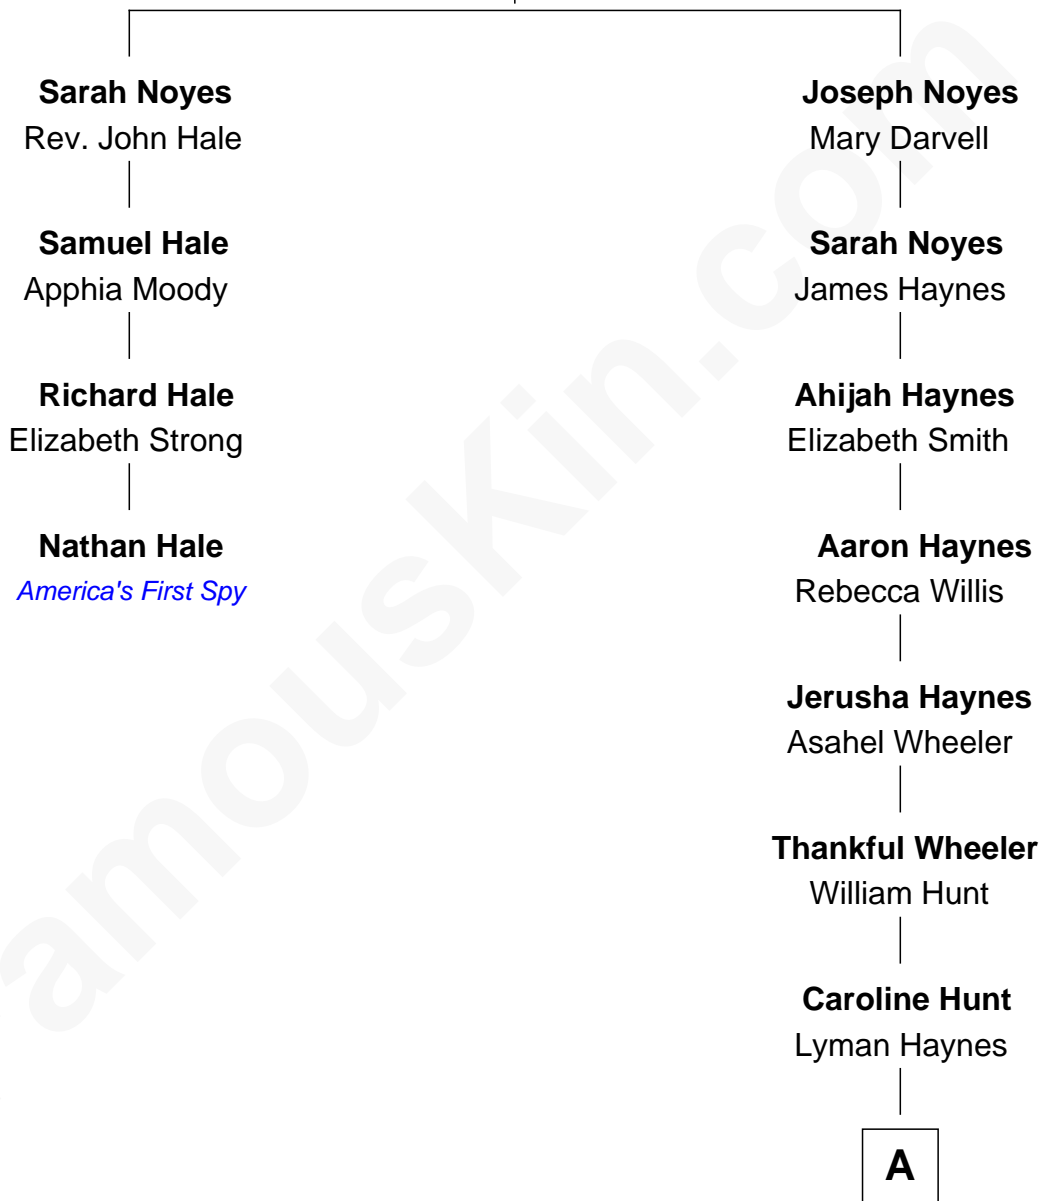 Sarah Noyes
Rev. John Hale
Samuel Hale
Apphia Moody
Richard Hale
Elizabeth Strong
Nathan Hale
America's First Spy
Joseph Noyes
Mary Darvell
Sarah Noyes
James Haynes
Ahijah Haynes
Elizabeth Smith
Aaron Haynes
Rebecca Willis
Jerusha Haynes
Asahel Wheeler
Thankful Wheeler
William Hunt
Caroline Hunt
Lyman Haynes
A
amousKin.com